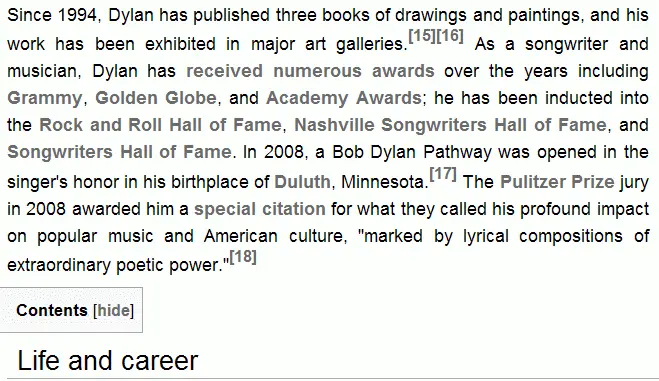 Since 1994, Dylan has published three books of drawings and paintings, and his
work has been exhibited in major art galleries.[15][16] As a songwriter and
musician, Dylan has received numerous awards over the years including
Grammy, Golden Globe, and Academy Awards; he has been inducted into
the Rock and Roll Hall of Fame, Nashville Songwriters Hall of Fame, and
Songwriters Hall of Fame. In 2008, a Bob Dylan Pathway was opened in the
singer's honor in his birthplace of Duluth, Minnesota.[17] The Pulitzer Prize jury
in 2008 awarded him a special citation for what they called his profound impact
on popular music and American culture, "marked by lyrical compositions of
extraordinary poetic power."[18]
Contents [hide]
Life and career